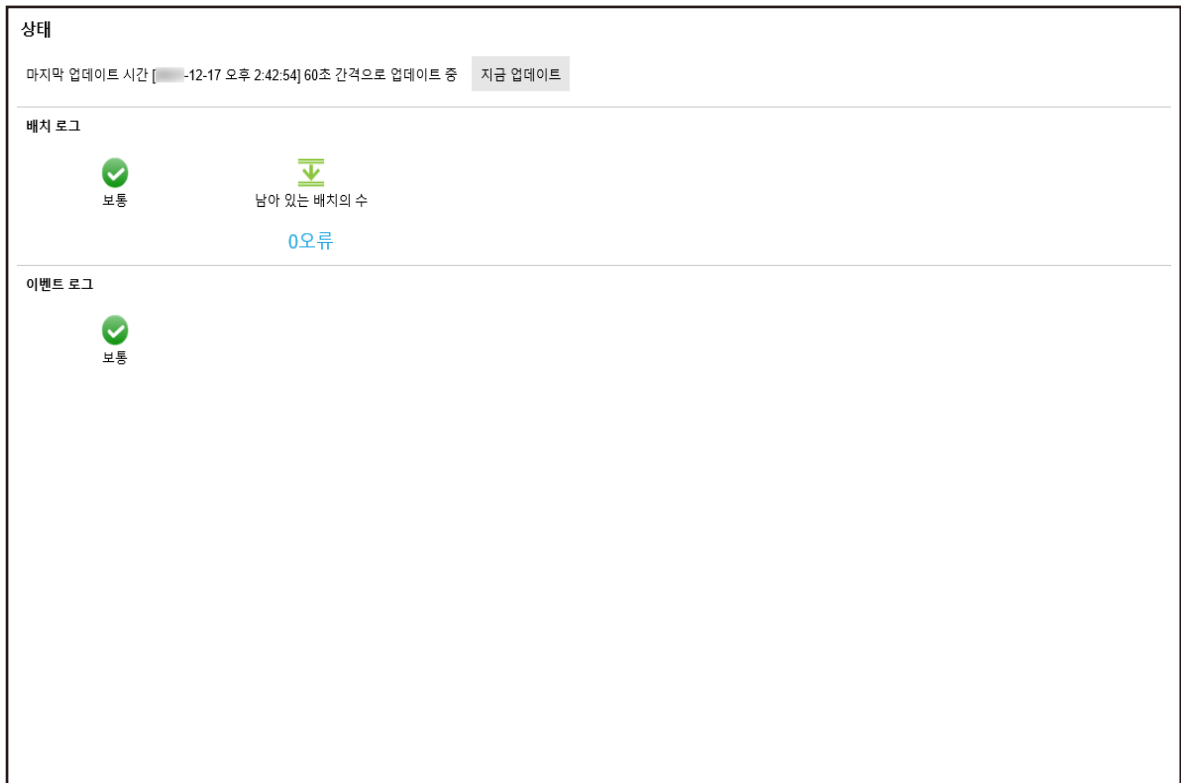 상태
마지막 업데이트 시간 [ -12-17 오후 2:42:54] 60초 간격으로 업데이트 중 지금 업데이트
배치 로그
보통 남아 있는 배치의 수
0오류
이벤트 로그
보통